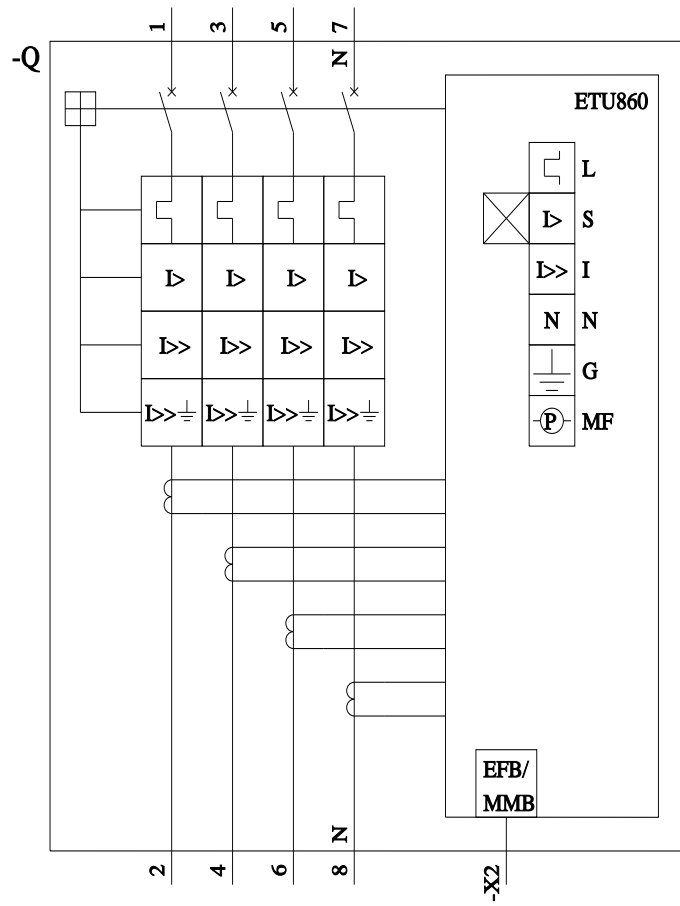 1 3 5 7
-Q N
ETU860
L
I> S
I> I> I> I>
I>> I
I>> I>> I>> I>>
N N
G
I>> I>> I>> I>>
P MF
EFB/
MMB
N
2 4 6 8 -X2